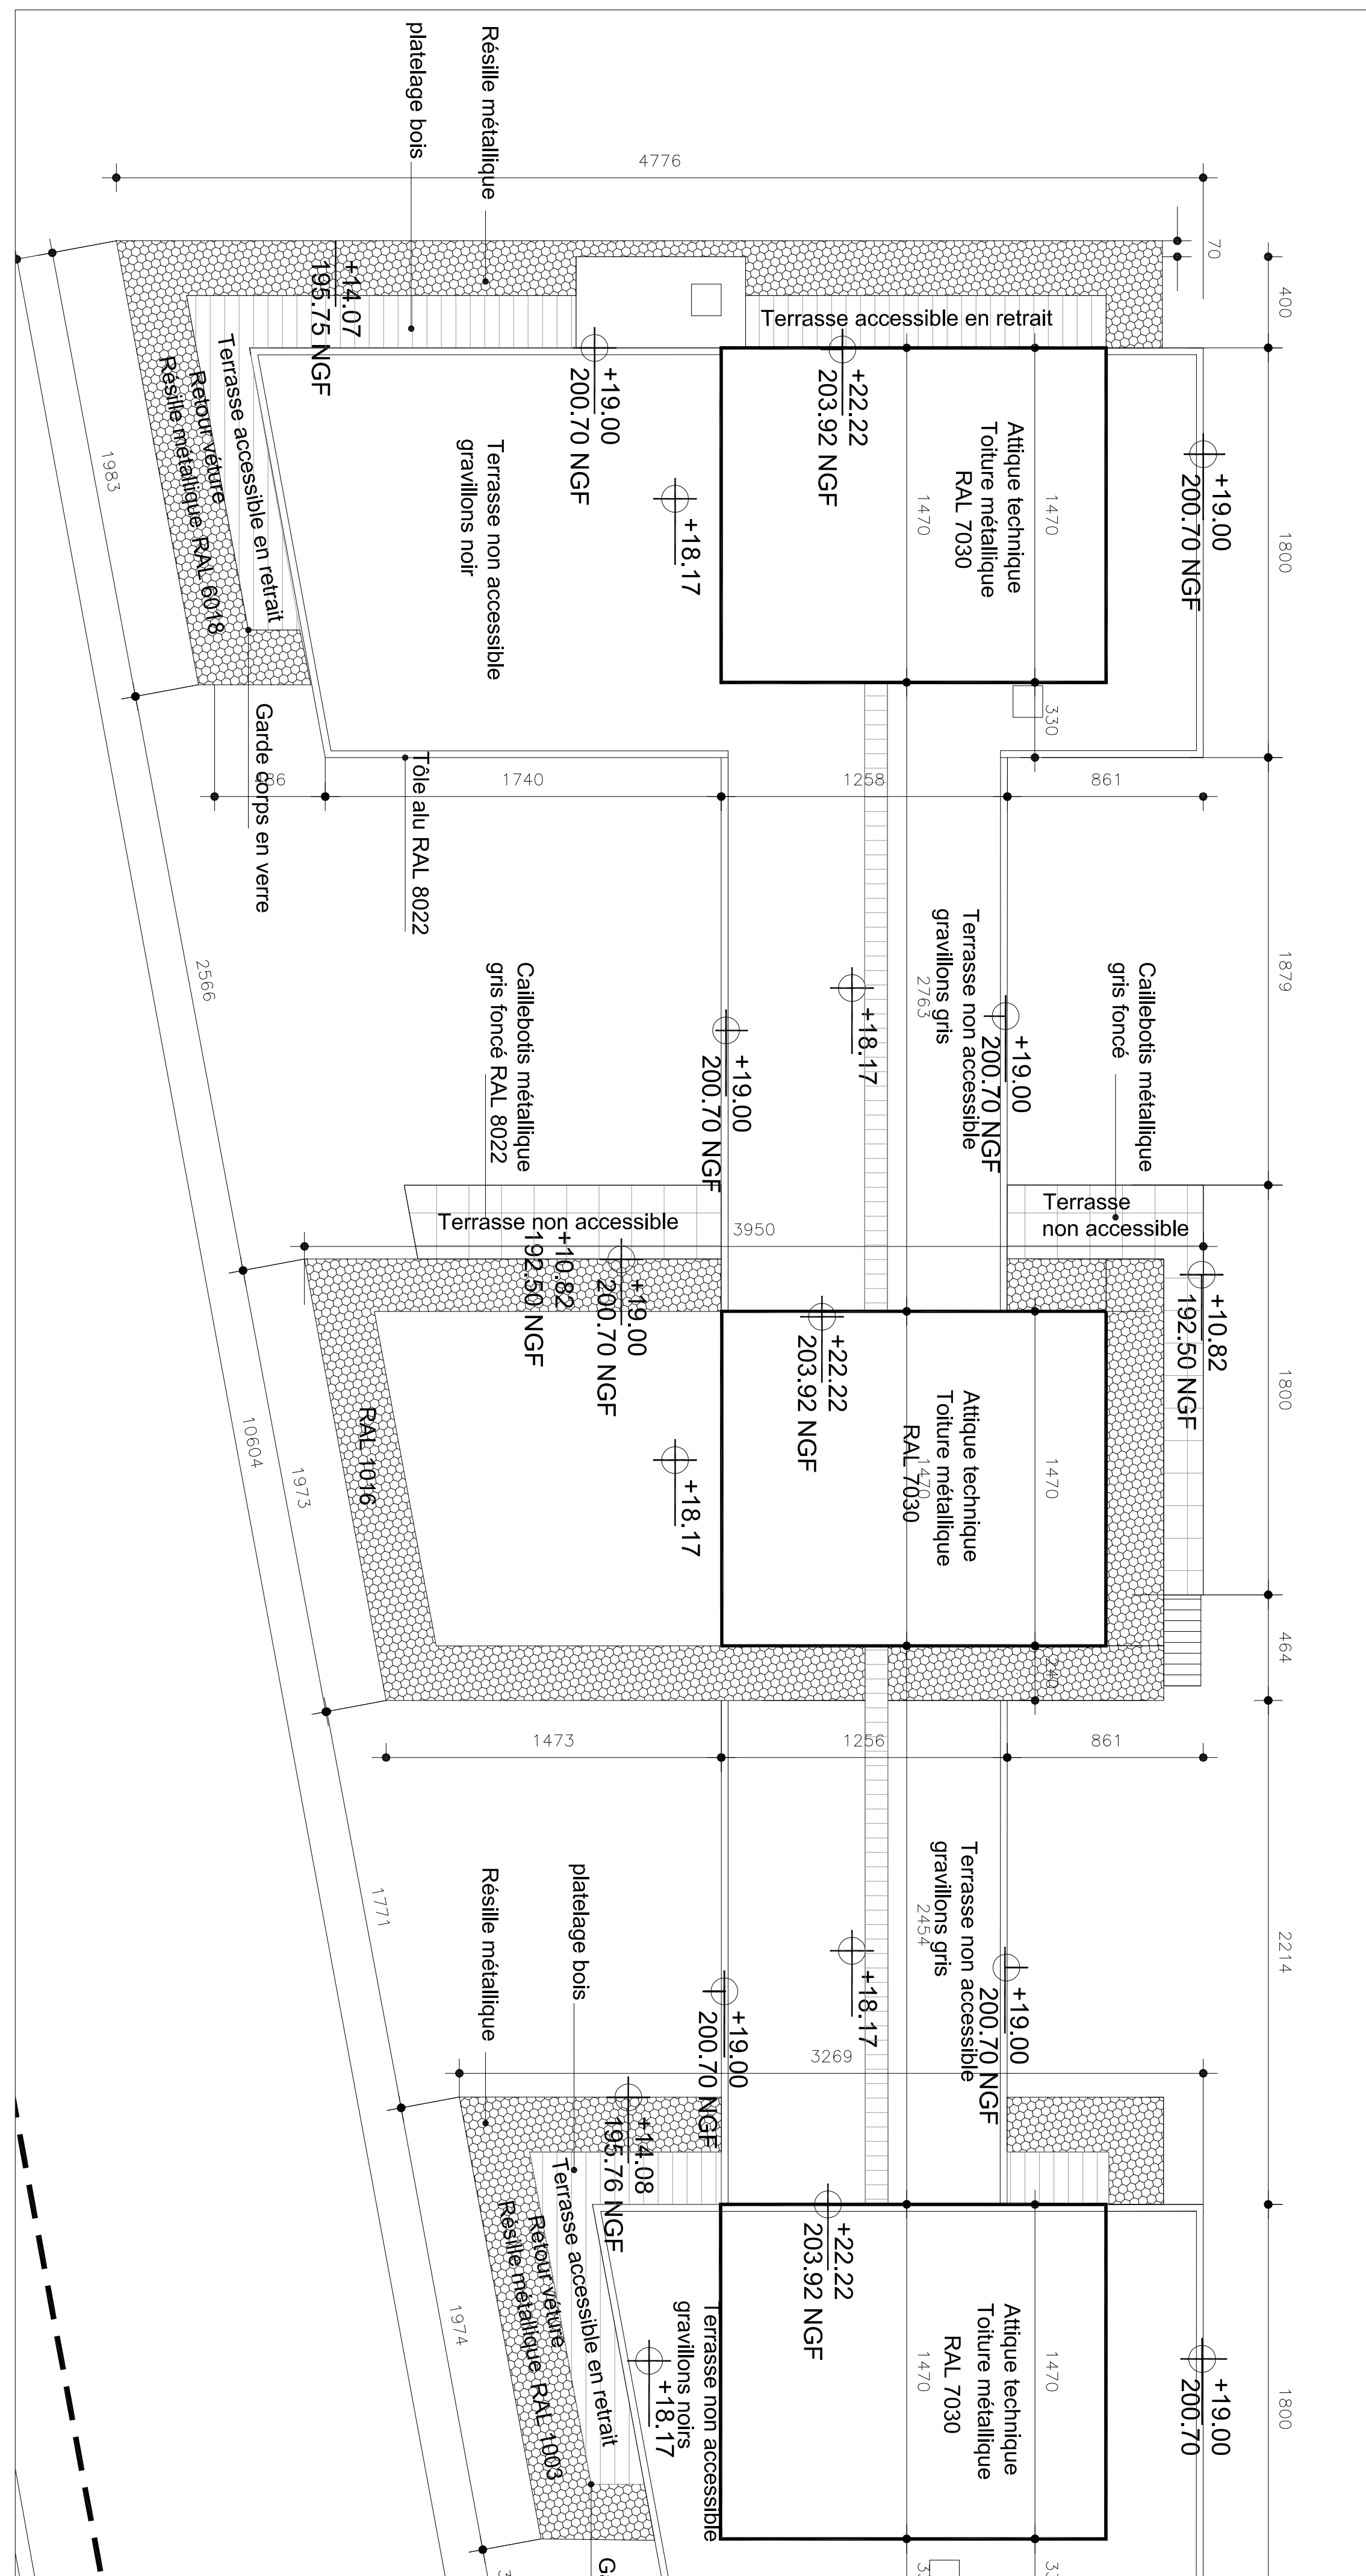 Résille métallique
platelage bois
4776
70
400
+14.07
195.75 NGF
Terrasse accessible en retrait
+19.00
200.70 NGF
+22.22
203.92 NGF
Attique technique
Toiture métallique
RAL 7030
1470
1470
+19.00
200.70 NGF
1800
Terrasse accessible en retrait
Retour vêture
Résille métallique RAL 6018
1983
Terrasse non accessible
gravillons noir
+18.17
330
Garde corps en verre
Tôle alu RAL 8022
1740
1258
861
2566
Caillebotis métallique
gris foncé RAL 8022
+19.00
200.70 NGF
+18.17
Terrasse non accessible
gravillons gris
2763
+19.00
200.70 NGF
Caillebotis métallique
gris foncé
1879
Terrasse non accessible
3950
Terrasse
non accessible
+10.82
192.50 NGF
+19.00
200.70 NGF
+22.22
203.92 NGF
+10.82
192.50 NGF
Attique technique
Toiture métallique
RAL 7030
1470
1470
1800
RAL 1016
+18.17
10604
1973
240
464
1473
1256
861
1771
Résille métallique
platelage bois
+18.17
Terrasse non accessible
gravillons gris
2454
+19.00
200.70 NGF
+19.00
200.70 NGF
2214
3269
+14.08
195.76 NGF
Terrasse accessible en retrait
Retour vêture
Résille métallique RAL 1003
1974
+22.22
203.92 NGF
Terrasse non accessible
gravillons noirs
+18.17
Attique technique
Toiture métallique
RAL 7030
1470
1470
+19.00
200.70
1800